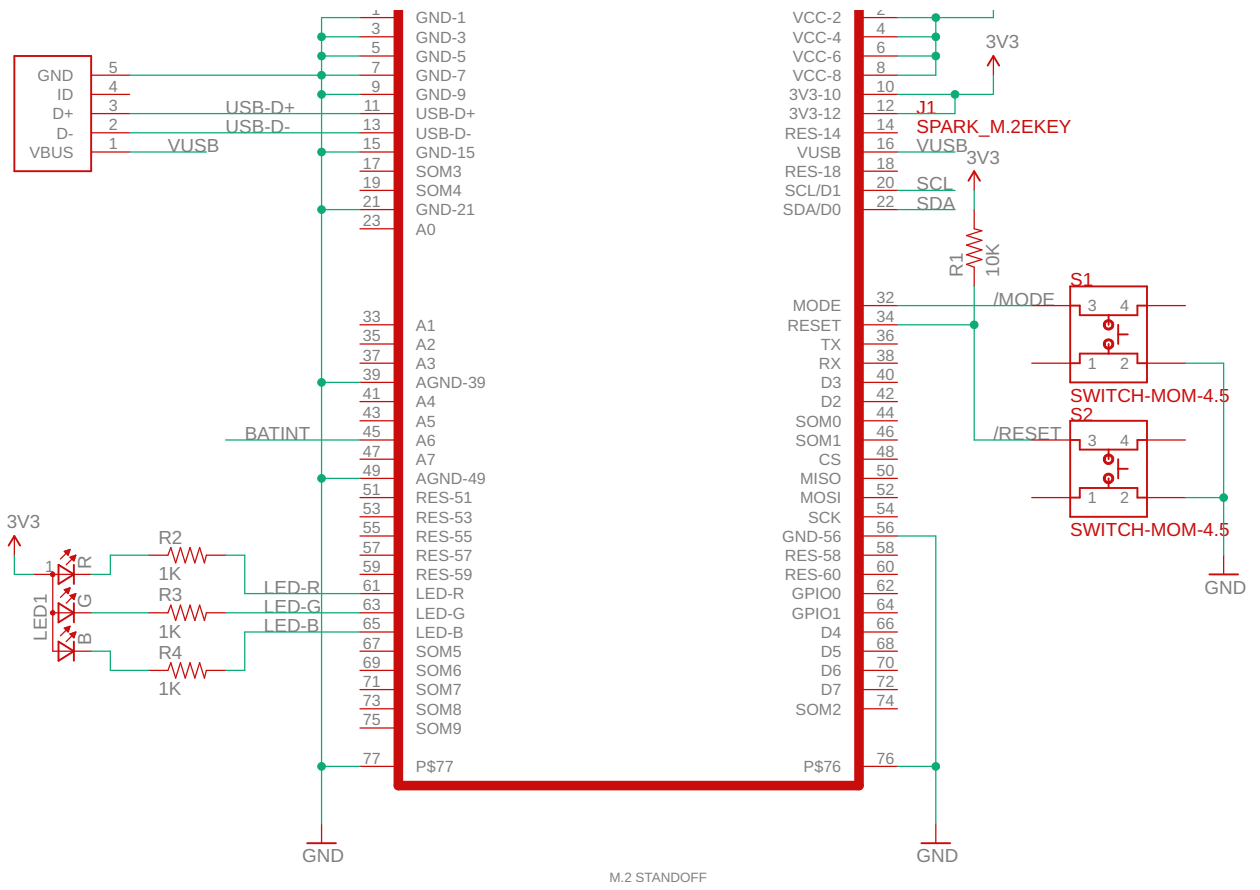 1 GND-1
3 GND-3
5 GND-5
7 GND-7
9 GND-9
11 USB-D+
13 USB-D-
15 GND-15
17 SOM3
19 SOM4
21 GND-21
23 A0
33 A1
35 A2
37 A3
39 AGND-39
41 A4
43 A5
45 A6
47 A7
49 AGND-49
51 RES-51
53 RES-53
55 RES-55
57 RES-57
59 RES-59
61 LED-R
63 LED-G
65 LED-B
67 SOM5
69 SOM6
71 SOM7
73 SOM8
75 SOM9
77 P$77
GND 5
ID 4
D+ 3
D- 2
VBUS 1
USB-D+
USB-D-
VUSB
BATINT
3V3
1
LED1
R
G
B
R2
1K
R3
1K
R4
1K
LED-R
LED-G
LED-B
GND
VCC-2 2
VCC-4 4
VCC-6 6
VCC-8 8
3V3-10 10
3V3-12 12
RES-14 14
VUSB 16
RES-18 18
SCL/D1 20
SDA/D0 22
MODE 32
RESET 34
TX 36
RX 38
D3 40
D2 42
SOM0 44
SOM1 46
CS 48
MISO 50
MOSI 52
SCK 54
GND-56 56
RES-58 58
RES-60 60
GPIO0 62
GPIO1 64
D4 66
D5 68
D6 70
D7 72
SOM2 74
P$76 76
3V3
J1
SPARK_M.2EKEY
VUSB
3V3
SCL
SDA
R1
10K
/MODE
S1
3 4
1 2
SWITCH-MOM-4.5
/RESET
S2
3 4
1 2
SWITCH-MOM-4.5
GND
GND
M.2 STANDOFF